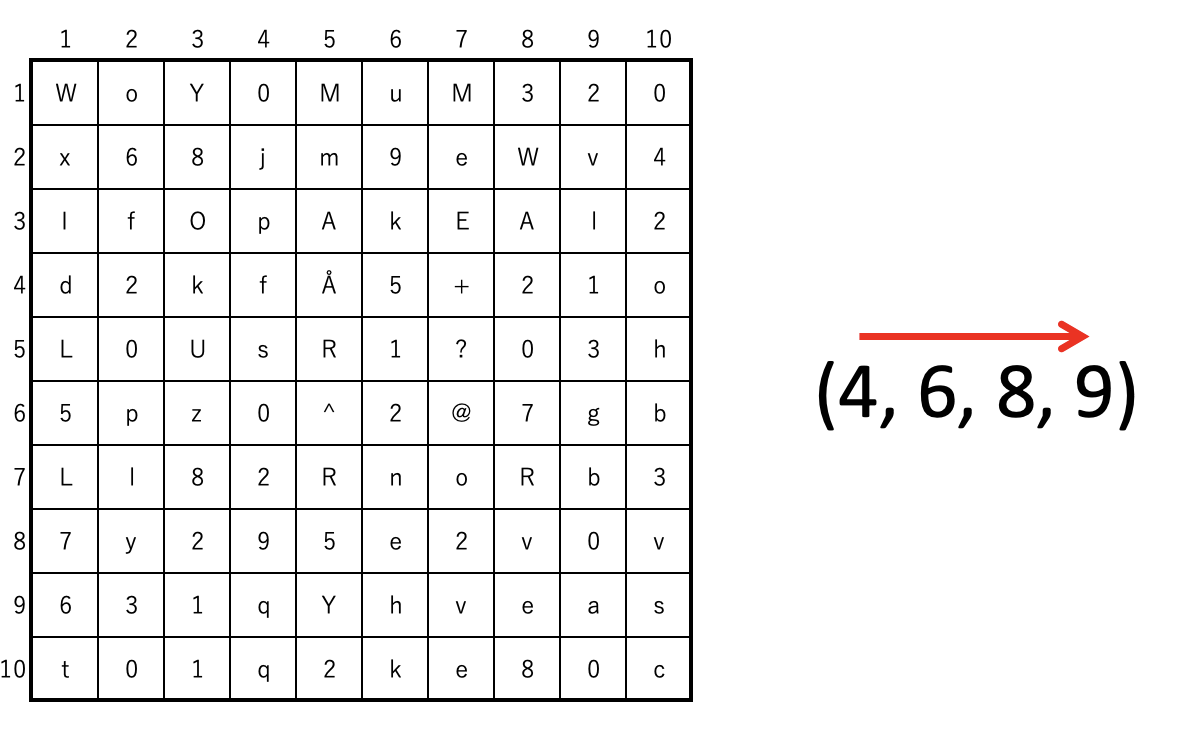 1 2 3 4 5 6 7 8 9 10
1 W o Y 0 M u M 3 2 0
2 x 6 8 j m 9 e W v 4
3 I f O p A k E A l 2
4 d 2 k f Å 5 + 2 1 o
5 L 0 U s R 1 ? 0 3 h
6 5 p z 0 ^ 2 @ 7 g b
7 L l 8 2 R n o R b 3
8 7 y 2 9 5 e 2 v 0 v
9 6 3 1 q Y h v e a s
10 t 0 1 q 2 k e 8 0 c
(4, 6, 8, 9)